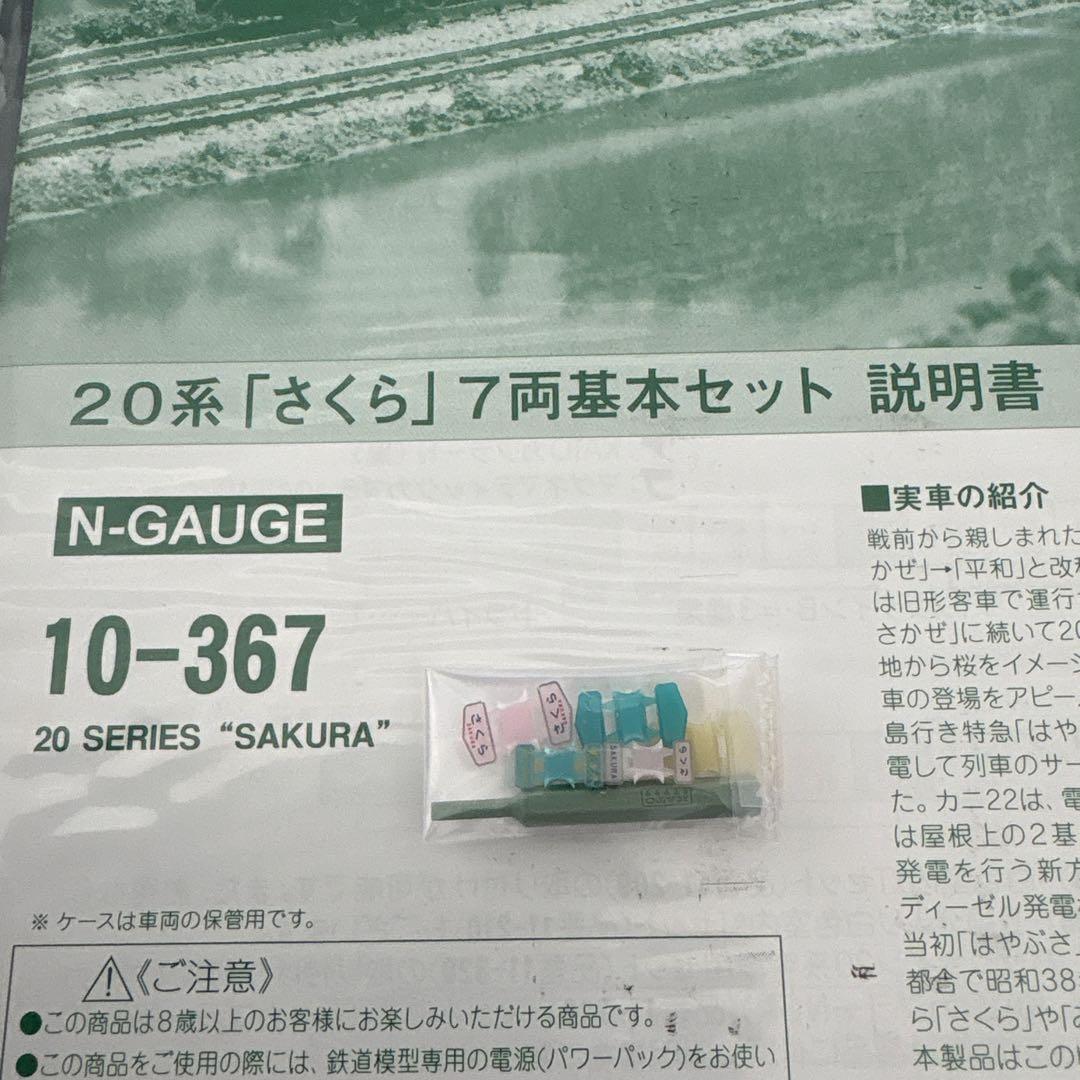 20系「さくら」7両基本セット 説明書
N-GAUGE
10-367
20 SERIES “SAKURA”
さくら
さくら
SAKURA
さくら
※ ケースは車両の保管用です。
⚠《ご注意》
●この商品は8歳以上のお客様にお楽しみいただける商品です。
●この商品をご使用の際には、鉄道模型専用の電源(パワーパック)をお使い
■実車の紹介
戦前から親しまれた
かぜ」→「平和」と改
は旧形客車で運行
さかぜ」に続いて20
地から桜をイメージ
車の登場をアピー
島行き特急「はや
電して列車のサー
た。カニ22は、電
は屋根上の2基
発電を行う新方
ディーゼル発電
当初「はやぶさ」
都合で昭和38
ら「さくら」や「
本製品はこの